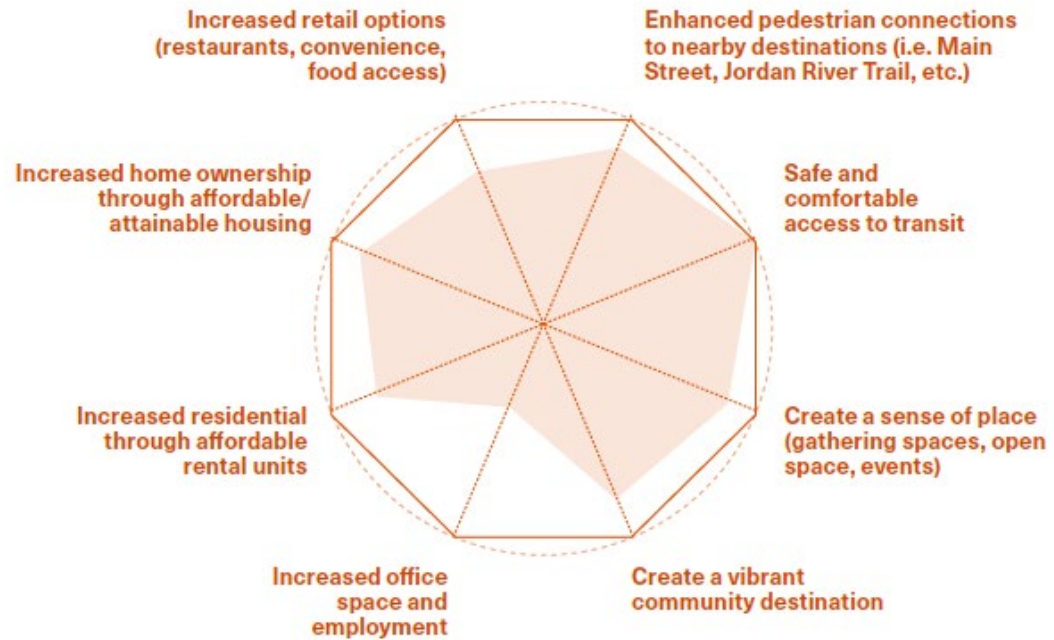 Increased retail options
(restaurants, convenience,
food access)
Enhanced pedestrian connections
to nearby destinations (i.e. Main
Street, Jordan River Trail, etc.)
Increased home ownership
through affordable/
attainable housing
Safe and
comfortable
access to transit
Increased residential
through affordable
rental units
Create a sense of place
(gathering spaces, open
space, events)
Increased office
space and
employment
Create a vibrant
community destination